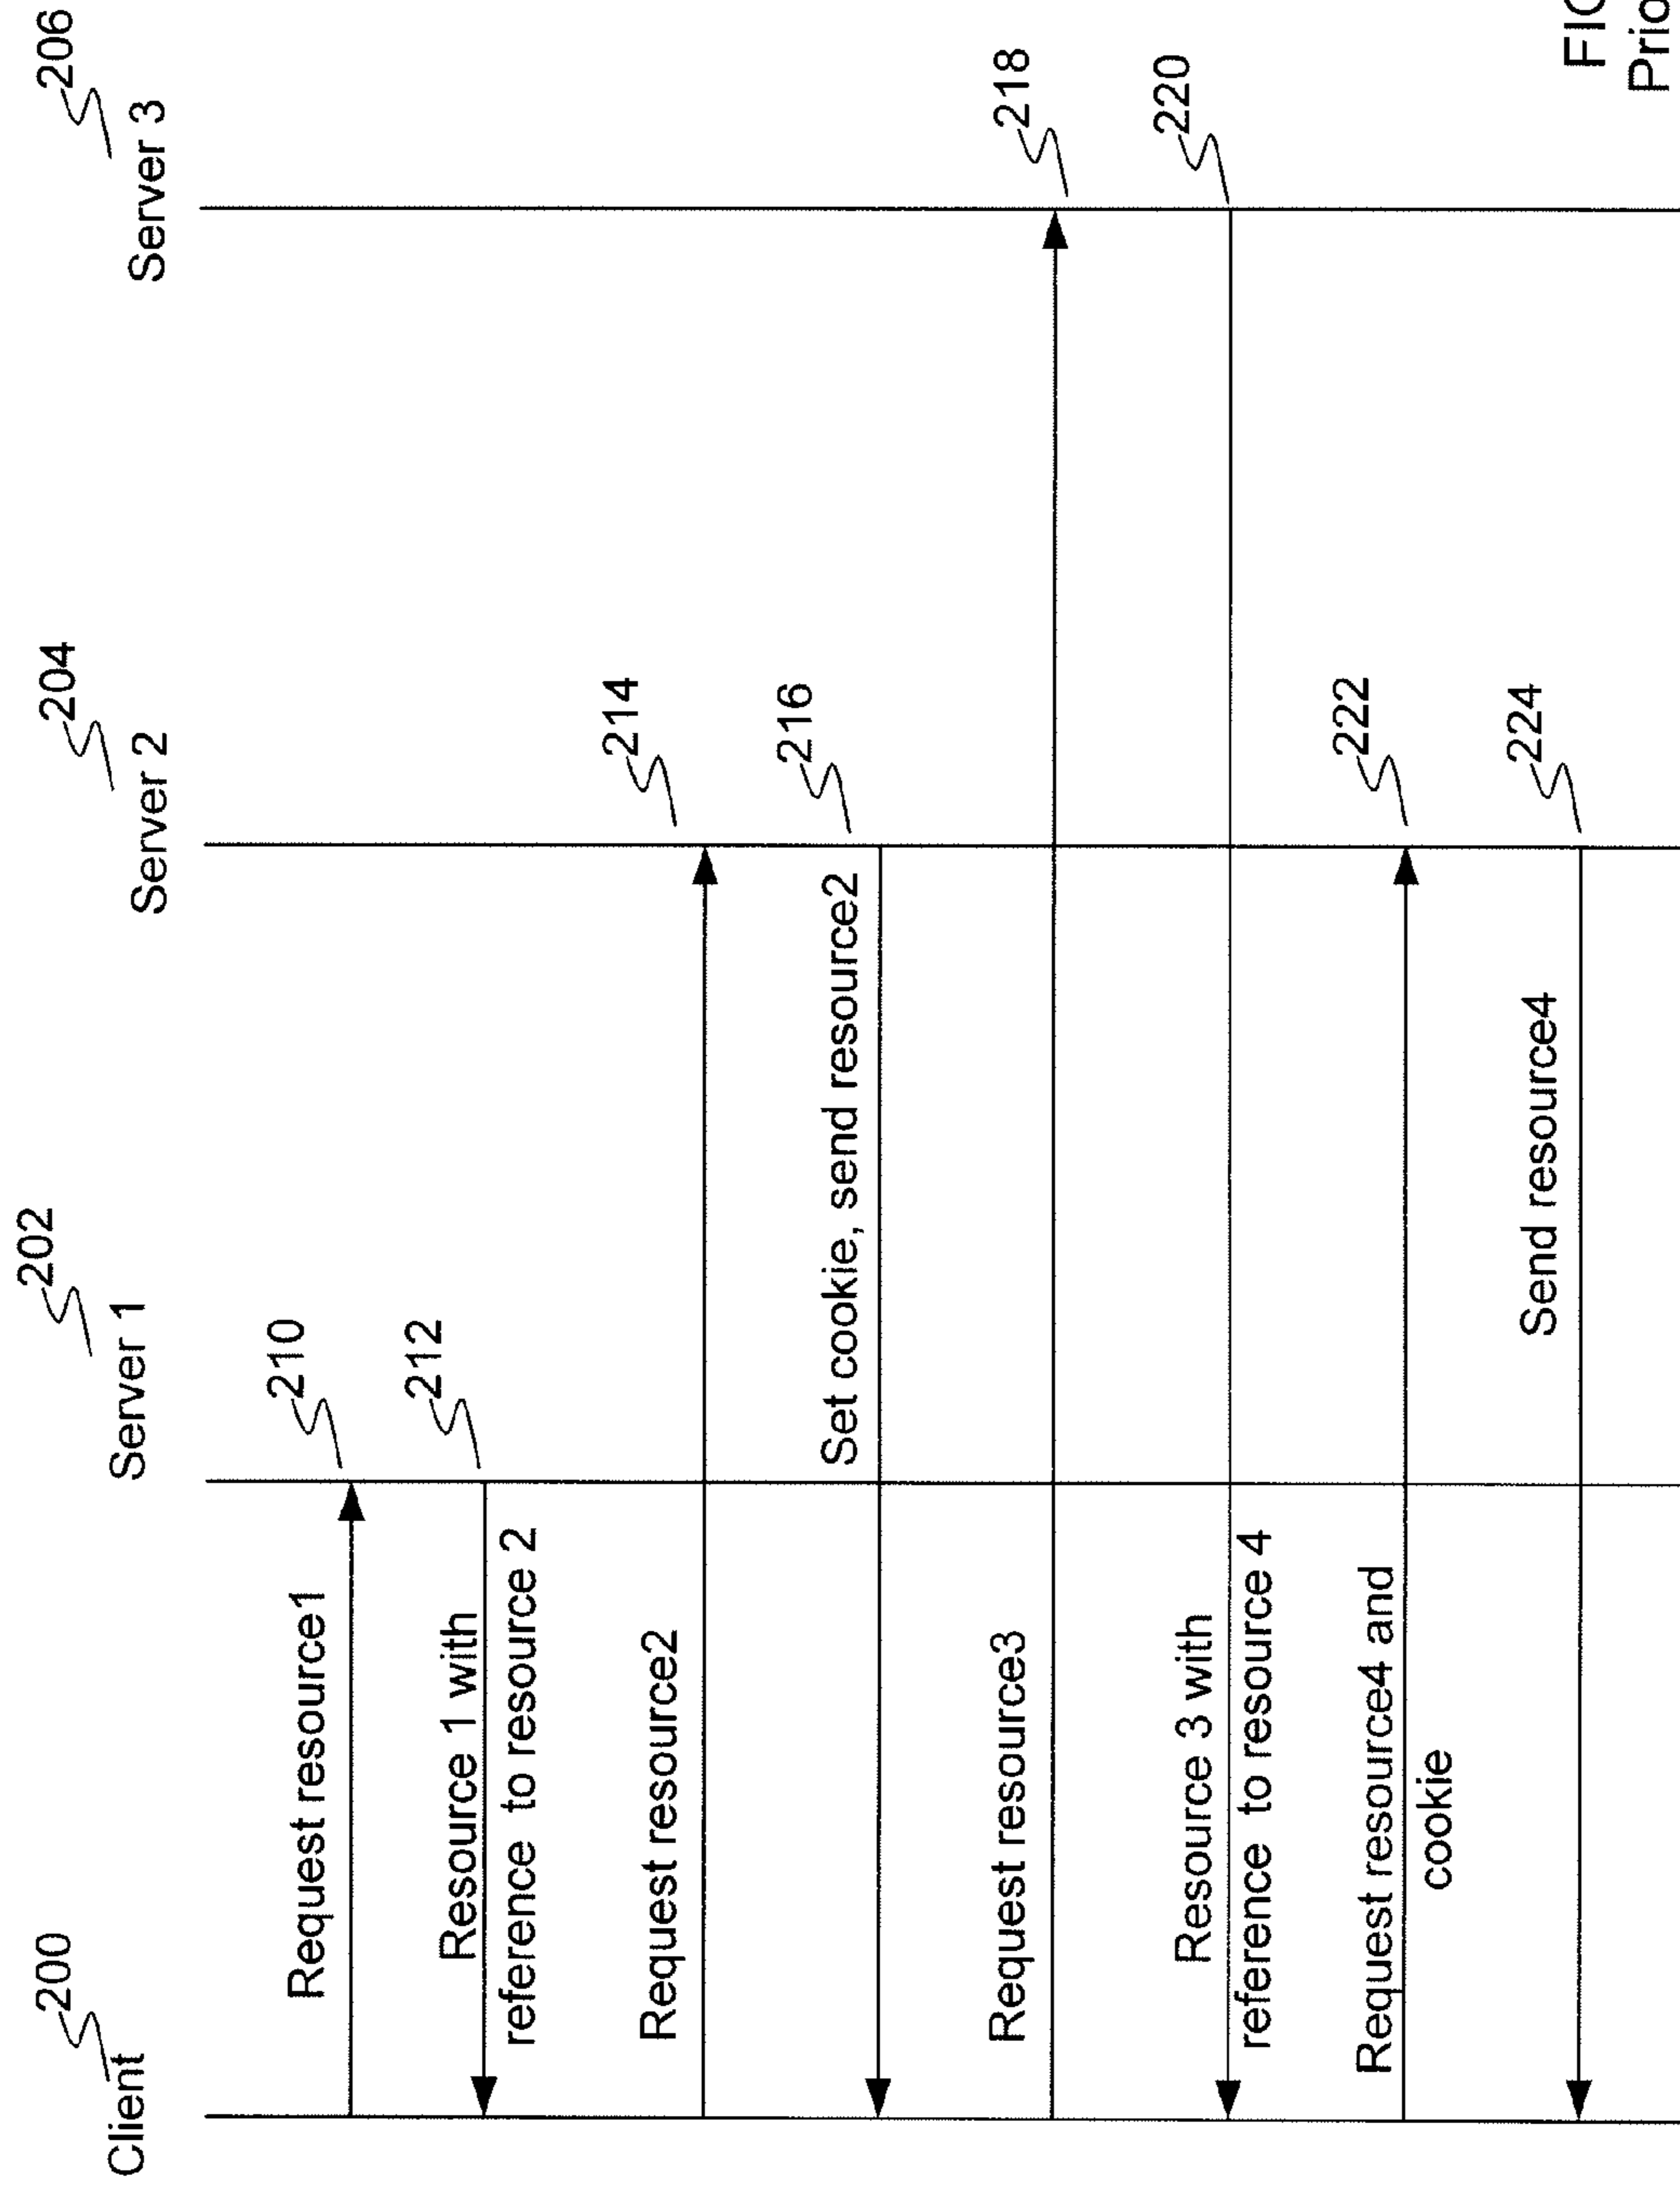 200
Client
202
Server 1
204
Server 2
206
Server 3
Request resource1
210
Resource 1 with
reference to resource 2
212
Request resource2
214
Set cookie, send resource2
216
Request resource3
218
Resource 3 with
reference to resource 4
220
Request resource4 and
cookie
222
Send resource4
224